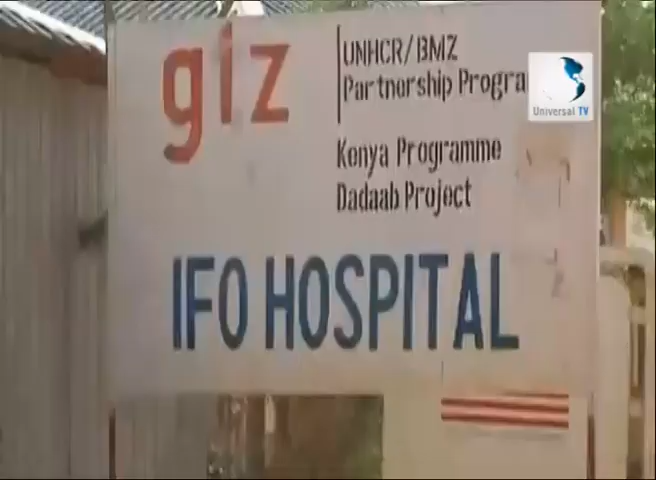 giz
UNHCR/BMZ
Partnership Progra
Universal TV
Kenya Programme
Dadaab Project
IFO HOSPITAL